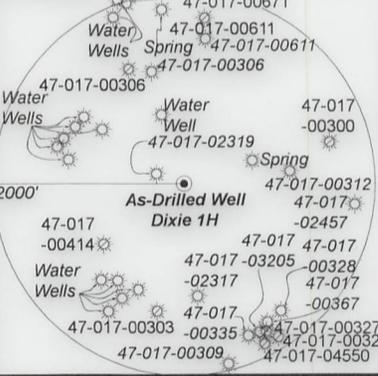 47-017-00671
Water
Wells
Spring
47-017-00611
47-017-00611
47-017-00306
47-017-00306
Water
Wells
Water
Well
47-017-02319
47-017
-00300
Spring
47-017-00312
47-017
-02457
2000'
As-Drilled Well
Dixie 1H
47-017
-00414
47-017
-03205
47-017
-00328
47-017
-02317
47-017
-00367
Water
Wells
47-017
-00335
47-017-00303
47-017-00327
47-017-0032
47-017-00309
47-017-04550